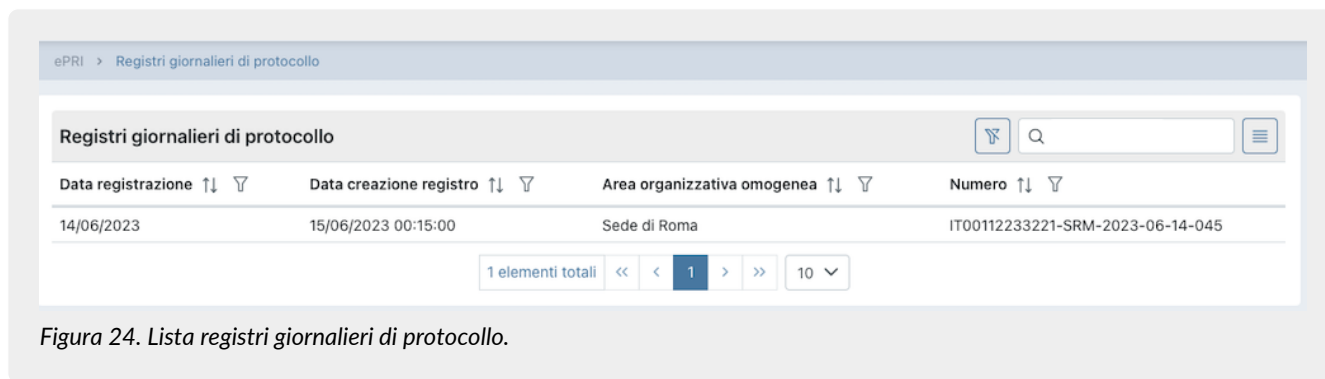 ePRI > Registri giornalieri di protocollo
Registri giornalieri di protocollo
Data registrazione Data creazione registro Area organizzativa omogenea Numero
14/06/2023 15/06/2023 00:15:00 Sede di Roma IT00112233221-SRM-2023-06-14-045
1 elementi totali << < 1 > >> 10
Figura 24. Lista registri giornalieri di protocollo.